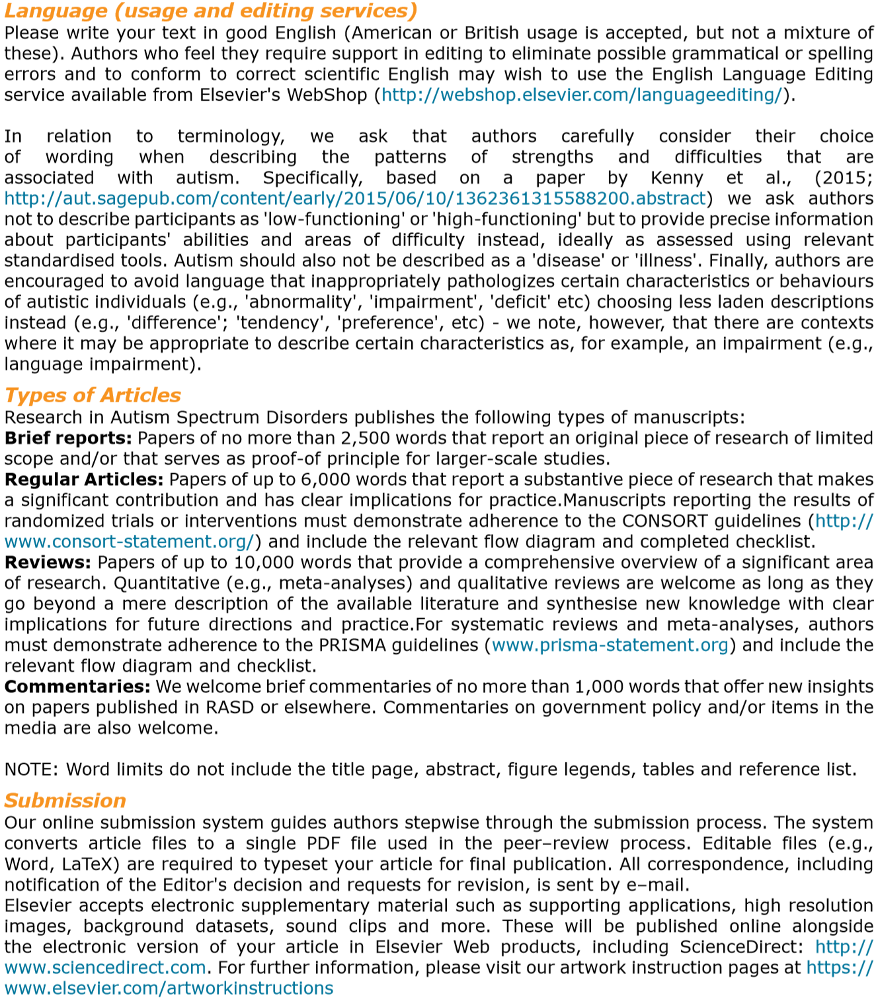 Language (usage and editing services)
Please write your text in good English (American or British usage is accepted, but not a mixture of
these). Authors who feel they require support in editing to eliminate possible grammatical or spelling
errors and to conform to correct scientific English may wish to use the English Language Editing
service available from Elsevier's WebShop (http://webshop.elsevier.com/languageediting/).
In relation to terminology, we ask that authors carefully consider their choice
of wording when describing the patterns of strengths and difficulties that are
associated with autism. Specifically, based on a paper by Kenny et al., (2015;
http://aut.sagepub.com/content/early/2015/06/10/1362361315588200.abstract) we ask authors
not to describe participants as 'low-functioning' or 'high-functioning' but to provide precise information
about participants' abilities and areas of difficulty instead, ideally as assessed using relevant
standardised tools. Autism should also not be described as a 'disease' or 'illness'. Finally, authors are
encouraged to avoid language that inappropriately pathologizes certain characteristics or behaviours
of autistic individuals (e.g., 'abnormality', 'impairment', 'deficit' etc) choosing less laden descriptions
instead (e.g., 'difference'; 'tendency', 'preference', etc) - we note, however, that there are contexts
where it may be appropriate to describe certain characteristics as, for example, an impairment (e.g.,
language impairment).
Types of Articles
Research in Autism Spectrum Disorders publishes the following types of manuscripts:
Brief reports: Papers of no more than 2,500 words that report an original piece of research of limited
scope and/or that serves as proof-of principle for larger-scale studies.
Regular Articles: Papers of up to 6,000 words that report a substantive piece of research that makes
a significant contribution and has clear implications for practice.Manuscripts reporting the results of
randomized trials or interventions must demonstrate adherence to the CONSORT guidelines (http://
www.consort-statement.org/) and include the relevant flow diagram and completed checklist.
Reviews: Papers of up to 10,000 words that provide a comprehensive overview of a significant area
of research. Quantitative (e.g., meta-analyses) and qualitative reviews are welcome as long as they
go beyond a mere description of the available literature and synthesise new knowledge with clear
implications for future directions and practice.For systematic reviews and meta-analyses, authors
must demonstrate adherence to the PRISMA guidelines (www.prisma-statement.org) and include the
relevant flow diagram and checklist.
Commentaries: We welcome brief commentaries of no more than 1,000 words that offer new insights
on papers published in RASD or elsewhere. Commentaries on government policy and/or items in the
media are also welcome.
NOTE: Word limits do not include the title page, abstract, figure legends, tables and reference list.
Submission
Our online submission system guides authors stepwise through the submission process. The system
converts article files to a single PDF file used in the peer–review process. Editable files (e.g.,
Word, LaTeX) are required to typeset your article for final publication. All correspondence, including
notification of the Editor's decision and requests for revision, is sent by e–mail.
Elsevier accepts electronic supplementary material such as supporting applications, high resolution
images, background datasets, sound clips and more. These will be published online alongside
the electronic version of your article in Elsevier Web products, including ScienceDirect: http://
www.sciencedirect.com. For further information, please visit our artwork instruction pages at https://
www.elsevier.com/artworkinstructions